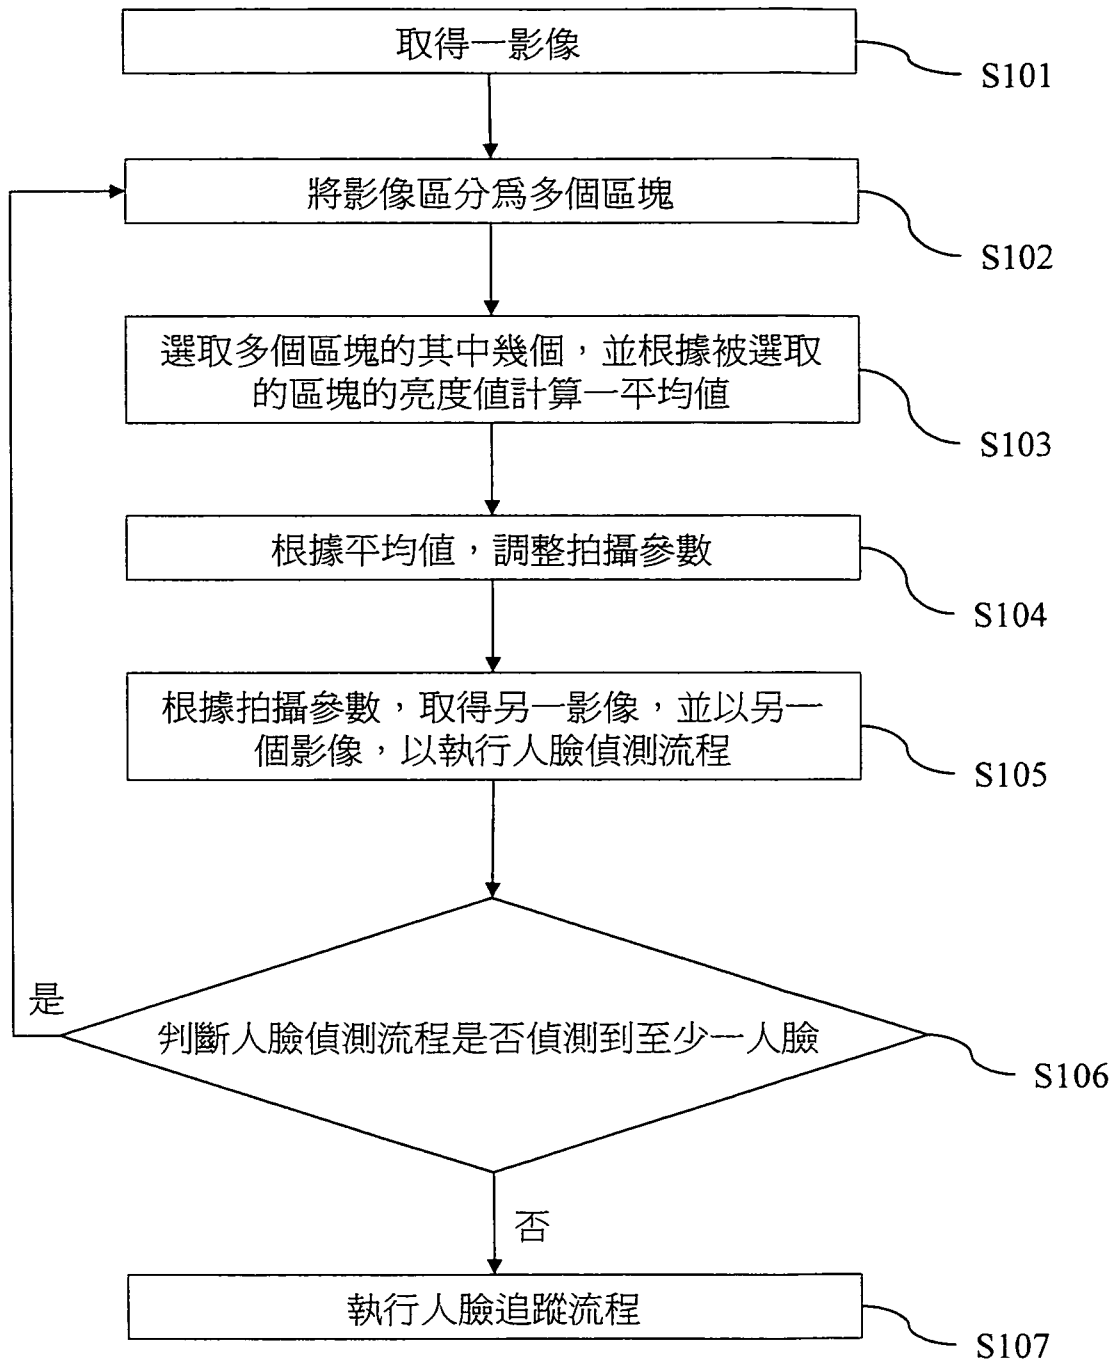 取得一影像
S101
將影像區分為多個區塊
S102
選取多個區塊的其中幾個，並根據被選取
的區塊的亮度值計算一平均值
S103
根據平均值，調整拍攝參數
S104
根據拍攝參數，取得另一影像，並以另一
個影像，以執行人臉偵測流程
S105
是
判斷人臉偵測流程是否偵測到至少一人臉
S106
否
執行人臉追蹤流程
S107